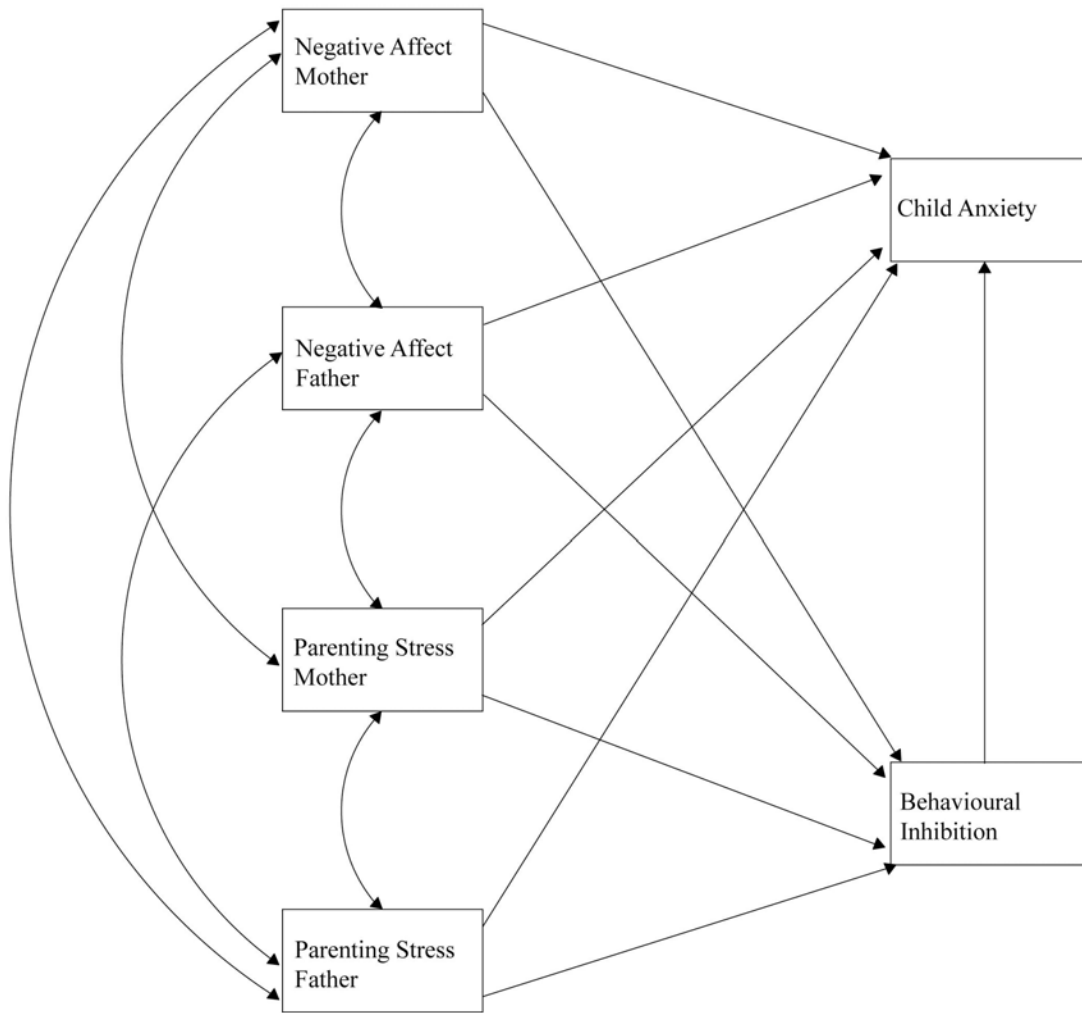 Negative Affect
Mother
Child Anxiety
Negative Affect
Father
Parenting Stress
Mother
Behavioural
Inhibition
Parenting Stress
Father